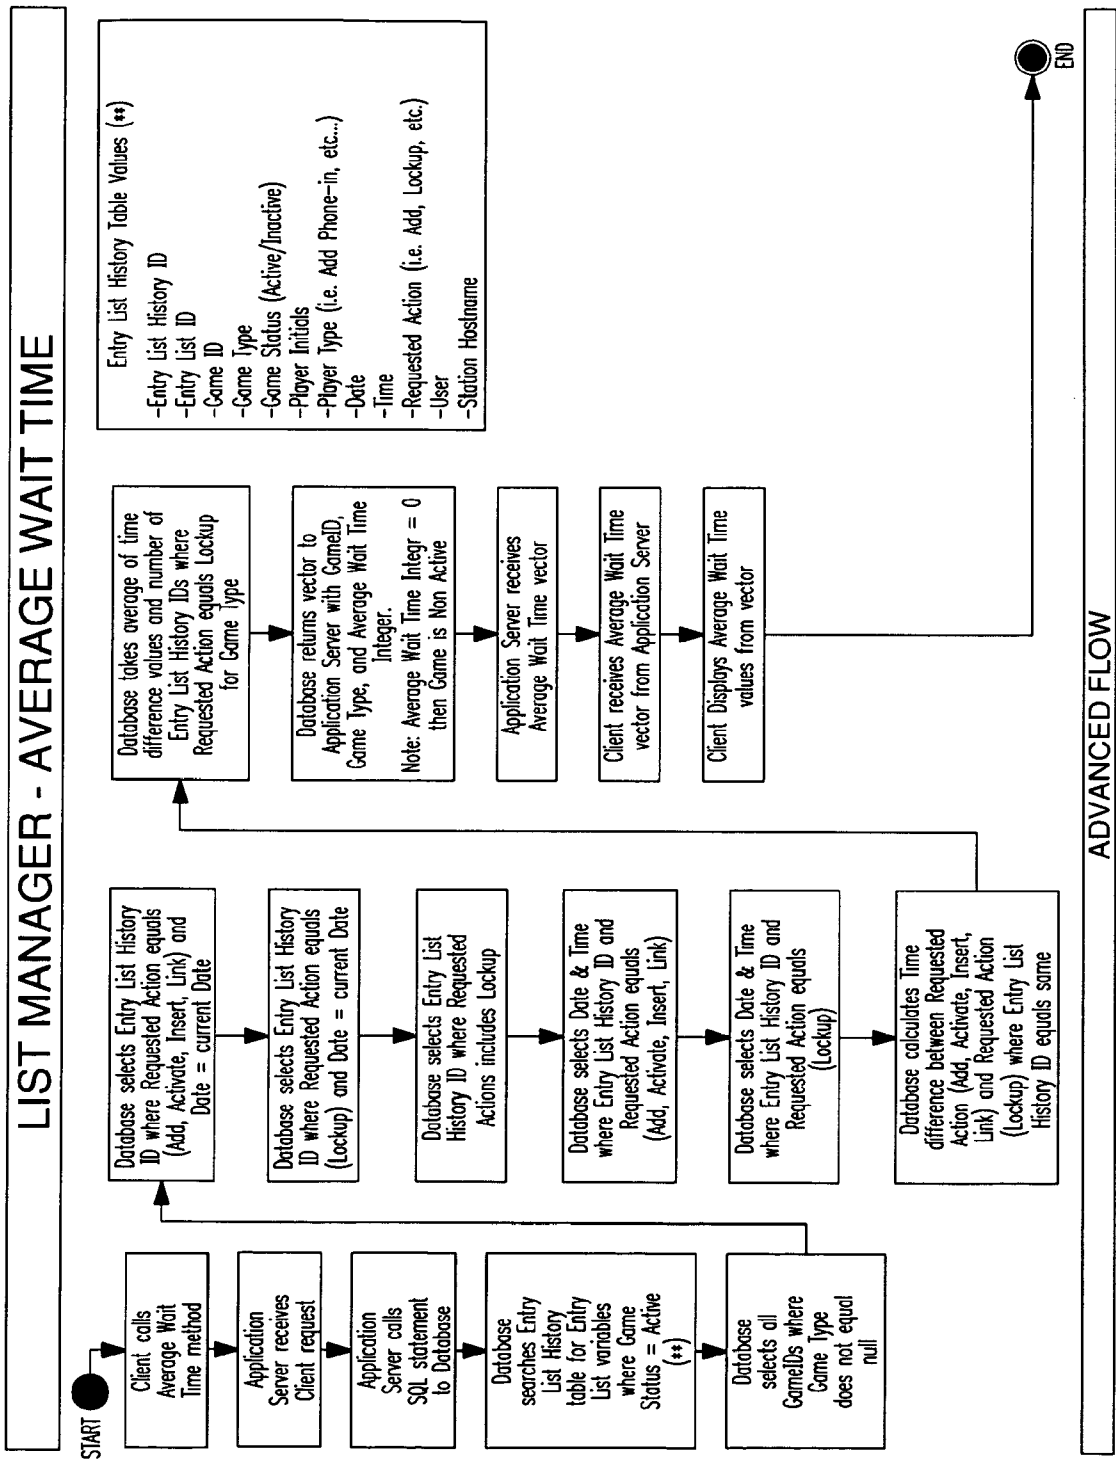 LIST MANAGER - AVERAGE WAIT TIME
START
Client calls
Average Wait
Time method
Application
Server receives
Client request
Application
Server calls
SQL statement
to Database
Database
searches Entry
List History
table for Entry
List variables
where Game
Status = Active
(**)
Database
selects all
GameIDs where
Game Type
does not equal
null
Database selects Entry List History
ID where Requested Action equals
(Add, Activate, Insert, Link) and
Date = current Date
Database selects Entry List History
ID where Requested Action equals
(Lockup) and Date = current Date
Database selects Entry List
History ID where Requested
Actions includes Lockup
Database selects Date & Time
where Entry List History ID and
Requested Action equals
(Add, Activate, Insert, Link)
Database selects Date & Time
where Entry List History ID and
Requested Action equals
(Lockup)
Database calculates Time
difference between Requested
Action (Add, Activate, Insert,
Link) and Requested Action
(Lockup) where Entry List
History ID equals same
Database takes average of time
difference values and number of
Entry List History IDs where
Requested Action equals Lockup
for Game Type
Database returns vector to
Application Server with GameID,
Game Type, and Average Wait Time
Integer.
Note: Average Wait Time Integr = 0
then Game is Non Active
Application Server receives
Average Wait Time vector
Client receives Average Wait Time
vector from Application Server
Client Displays Average Wait Time
values from vector
Entry List History Table Values (**)
-Entry List History ID
-Entry List ID
-Game ID
-Game Type
-Game Status (Active/Inactive)
-Player Initials
-Player Type (i.e. Add Phone-in, etc...)
-Date
-Time
-Requested Action (i.e. Add, Lockup, etc.)
-User
-Station Hostname
END
ADVANCED FLOW